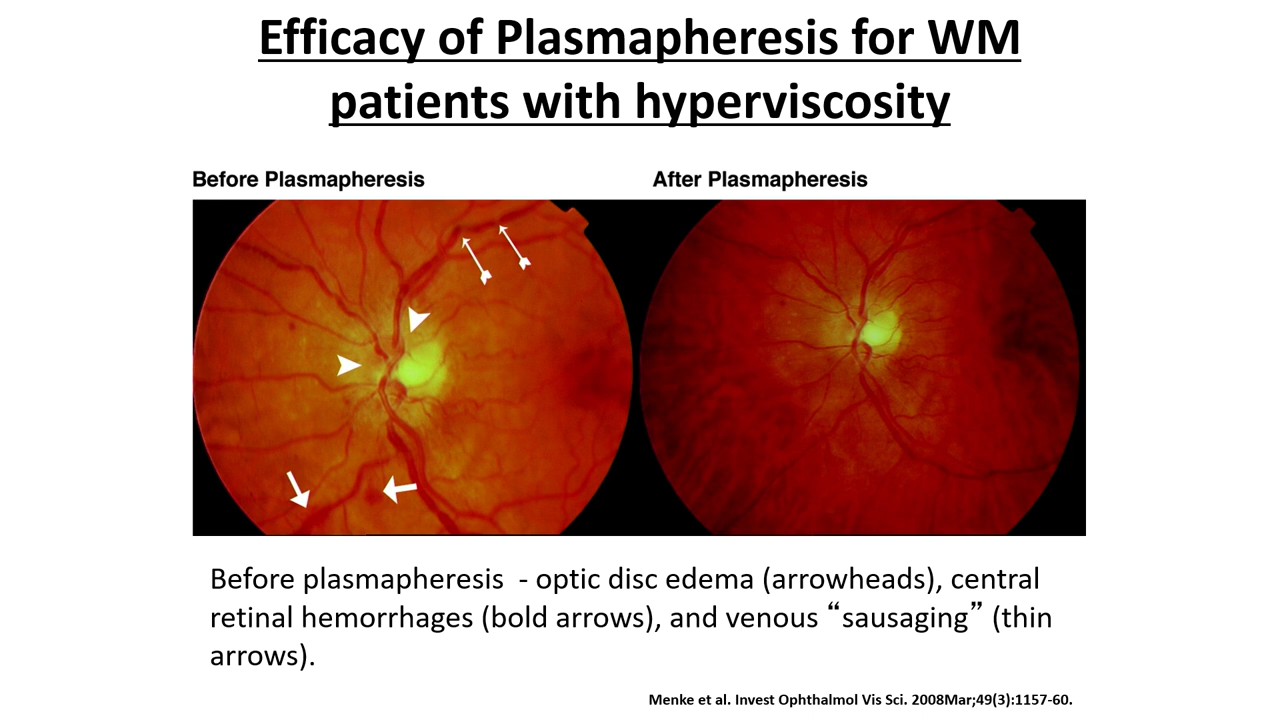 Efficacy of Plasmapheresis for WM
patients with hyperviscosity
Before Plasmapheresis
After Plasmapheresis
Before plasmapheresis  - optic disc edema (arrowheads), central
retinal hemorrhages (bold arrows), and venous “sausaging” (thin
arrows).
Menke et al. Invest Ophthalmol Vis Sci. 2008Mar;49(3):1157-60.